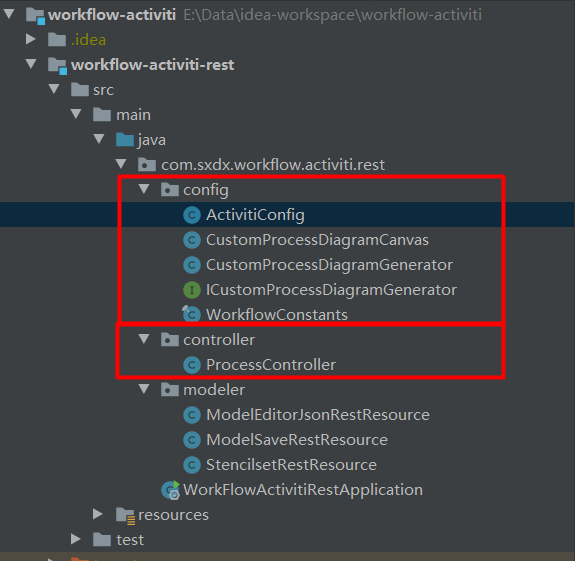 workflow-activiti E:\Data\idea-workspace\workflow-activiti
.idea
workflow-activiti-rest
src
main
java
com.sxdx.workflow.activiti.rest
config
ActivitiConfig
CustomProcessDiagramCanvas
CustomProcessDiagramGenerator
ICustomProcessDiagramGenerator
WorkflowConstants
controller
ProcessController
modeler
ModelEditorJsonRestResource
ModelSaveRestResource
StencilsetRestResource
WorkFlowActivitiRestApplication
resources
test